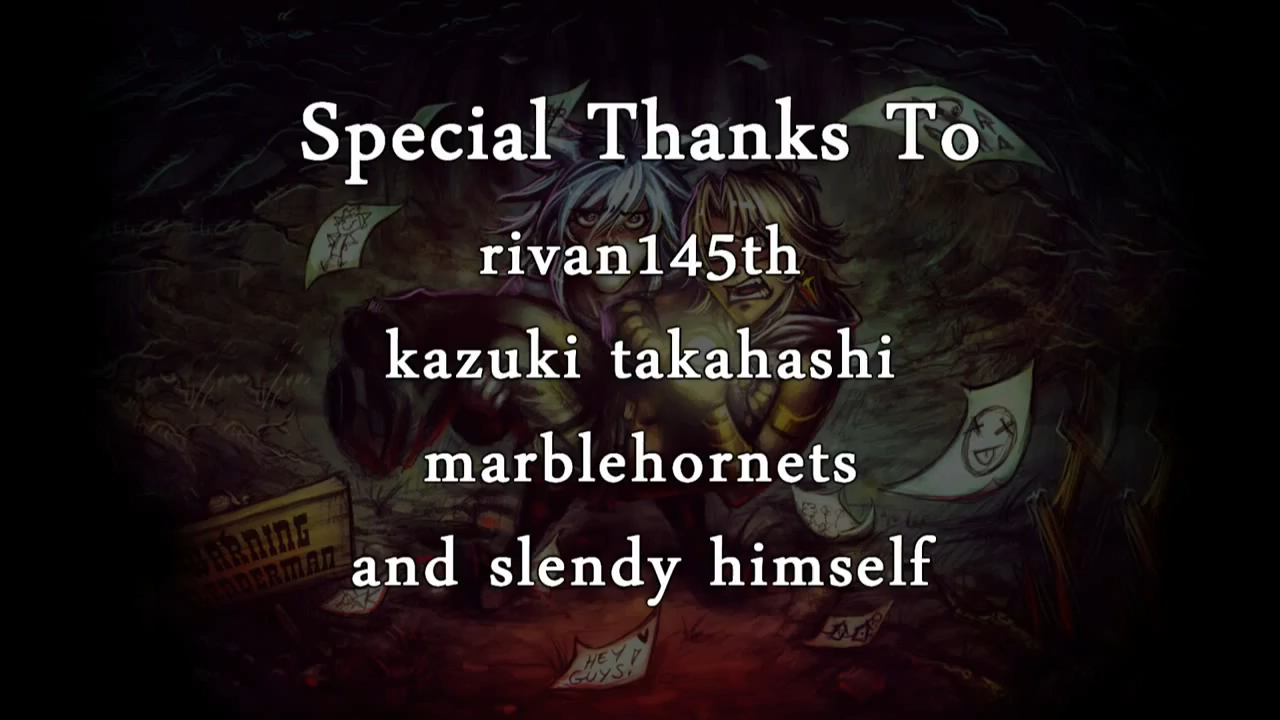 Special Thanks To
rivan145th
kazuki takahashi
marblehornets
and slendy himself
WARNING
HEY
GUYS!